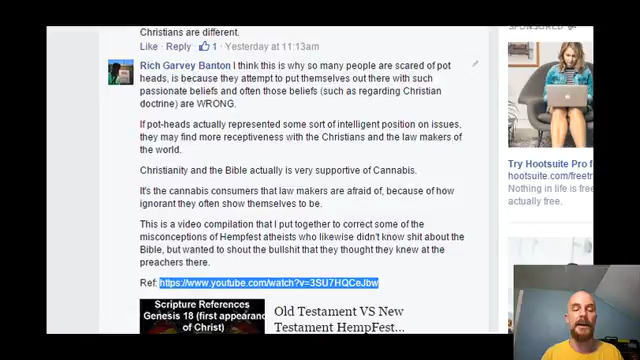 Christians are different.
Like · Reply · 1 · Yesterday at 11:13am
SPONSORED
Rich Garvey Banton I think this is why so many people are scared of pot
heads, is because they attempt to put themselves out there with such
passionate beliefs and often those beliefs (such as regarding Christian
doctrine) are WRONG.
If pot-heads actually represented some sort of intelligent position on issues,
they may find more receptiveness with the Christians and the law makers of
the world.
Christianity and the Bible actually is very supportive of Cannabis.
It's the cannabis consumers that law makers are afraid of, because of how
ignorant they often show themselves to be.
This is a video compilation that I put together to correct some of the
misconceptions of Hempfest atheists who likewise didn't know shit about the
Bible, but wanted to shout the bullshit that they thought they knew at the
preachers there.
Ref: https://www.youtube.com/watch?v=3SU7HQCeJbw
Scripture References
Genesis 18 (first appearanc
of Christ)
Old Testament VS New
Testament HempFest...
Try Hootsuite Pro f
hootsuite.com/freetr
Nothing in life is fre
actually free.